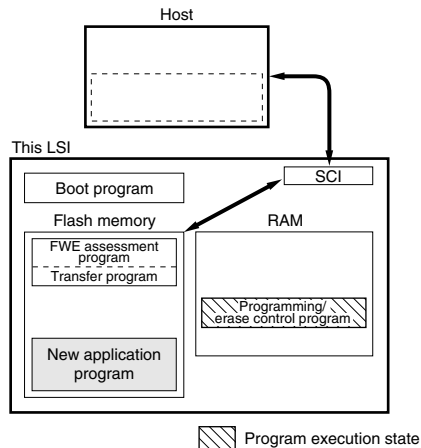 Host
This LSI
SCI
Boot program
Flash memory
RAM
FWE assessment
program
Transfer program
Programming/
erase control program
New application
program
Program execution state